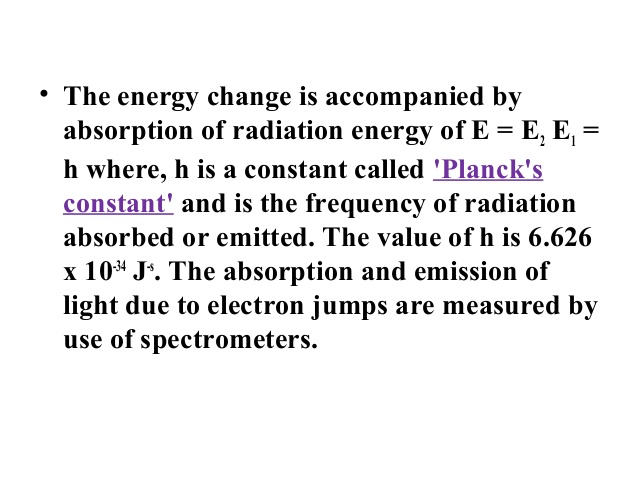 • The energy change is accompanied by
absorption of radiation energy of E = E₂ E₁ =
h where, h is a constant called 'Planck's
constant' and is the frequency of radiation
absorbed or emitted. The value of h is 6.626
x 10⁻³⁴ J⁻ˢ. The absorption and emission of
light due to electron jumps are measured by
use of spectrometers.